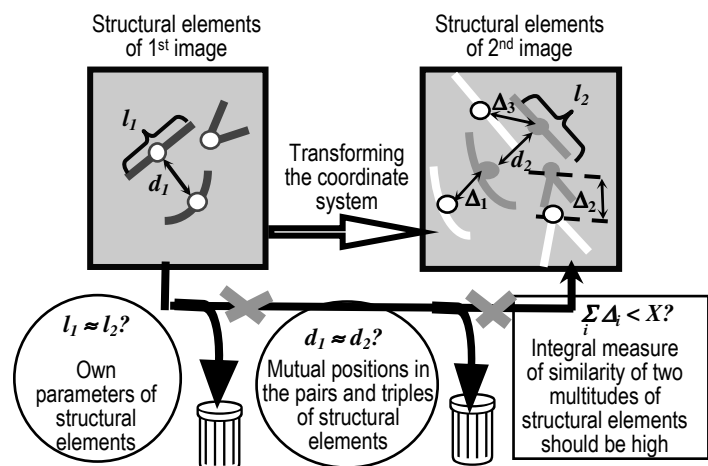 Structural elements
of 1st image
Structural elements
of 2nd image
l1
d1
Transforming
the
coordinate
system
Δ3
l2
d2
Δ1
Δ2
l1 ≈ l2?
Own
parameters of
structural
elements
d1 ≈ d2?
Mutual positions in
the pairs and triples
of structural
elements
Σi Δi < X?
Integral measure
of similarity of two
multitudes of
structural elements
should be high